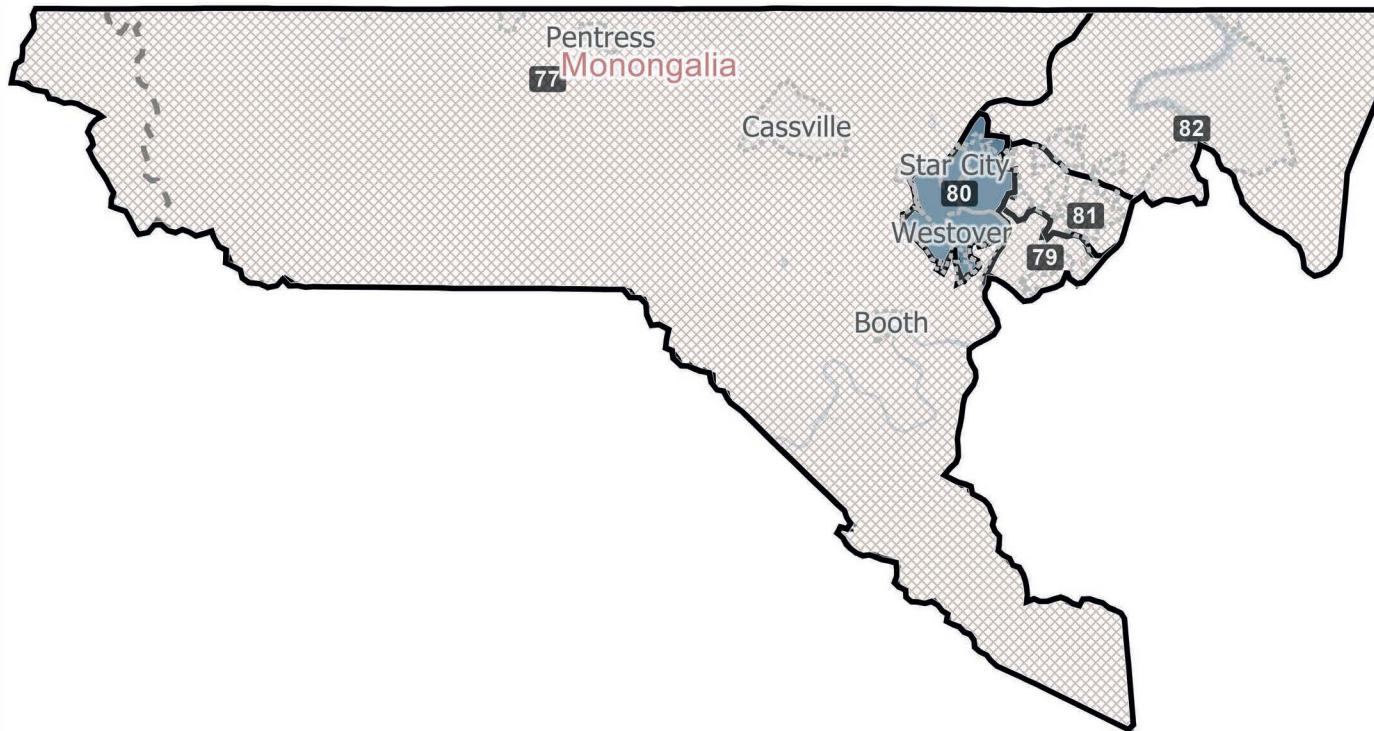 Pentress
Monongalia
77
Cassville
82
Star City
80
81
Westover
79
Booth